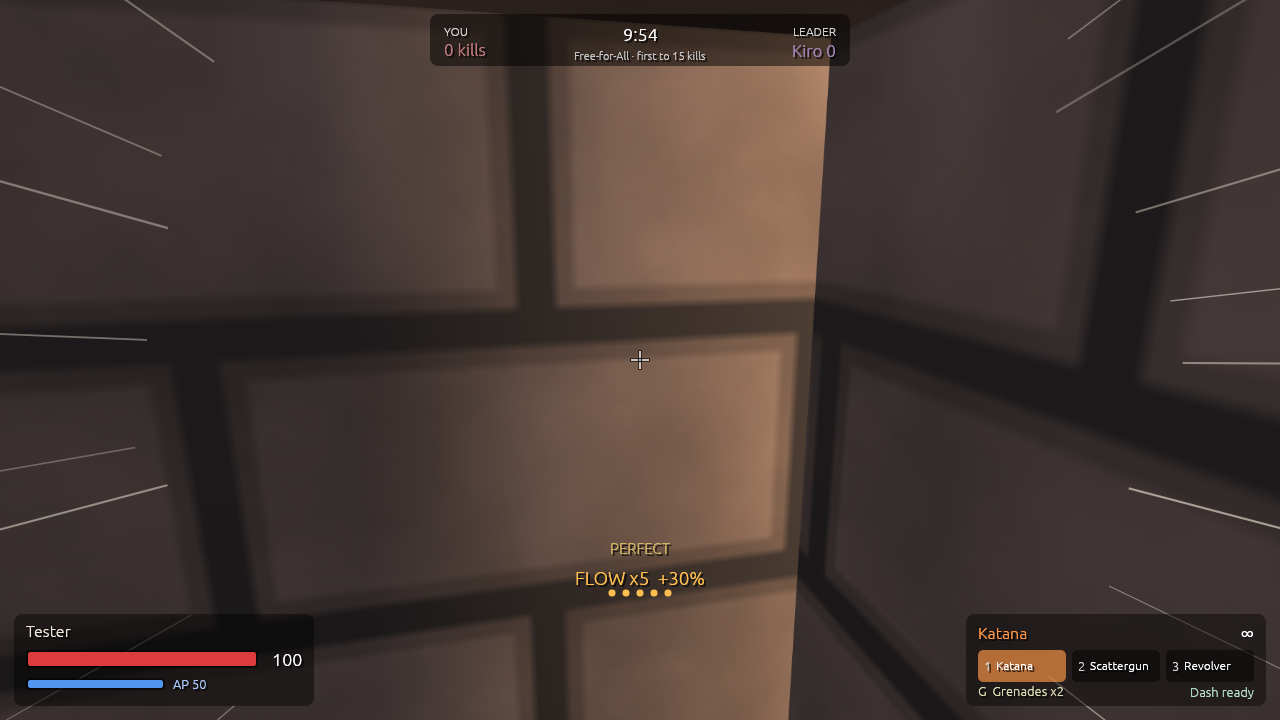 YOU
0 kills
9:54
Free-for-All · first to 15 kills
LEADER
Kiro 0
PERFECT
FLOW x5 +30%
Tester
100
AP 50
Katana
∞
1 Katana
2 Scattergun
3 Revolver
G Grenades x2
Dash ready